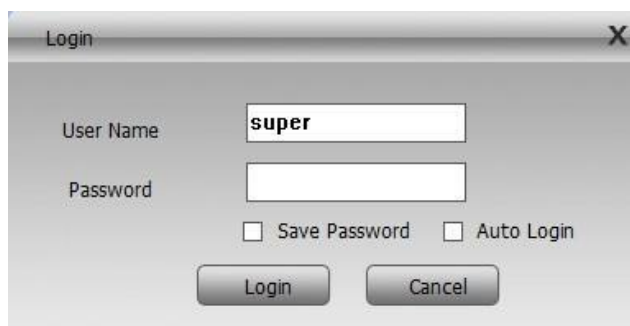 Login X
User Name super
Password
Save Password Auto Login
Login Cancel